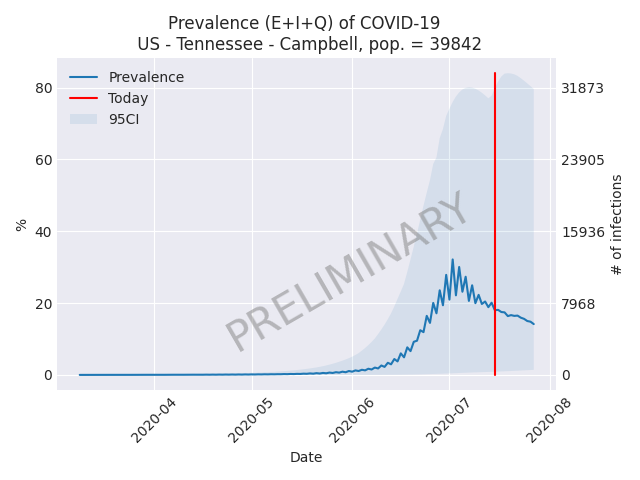 Prevalence (E+I+Q) of COVID-19
US - Tennessee - Campbell, pop. = 39842
Prevalence
Today
95CI
80
60
40
20
0
%
31873
23905
15936
7968
0
# of infections
PRELIMINARY
2020-04
2020-05
2020-06
2020-07
2020-08
Date